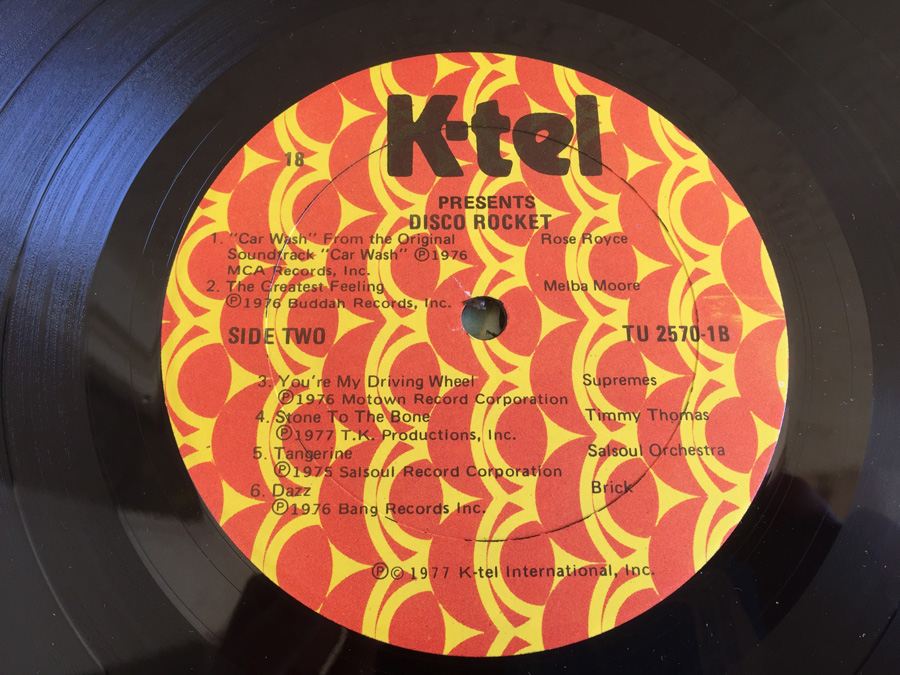 K-tel
18
PRESENTS
DISCO ROCKET
1. "Car Wash" From the Original Rose Royce
Soundtrack "Car Wash" ℗1976
MCA Records, Inc.
2. The Greatest Feeling Melba Moore
℗1976 Buddah Records, Inc.
SIDE TWO TU 2570-1B
3. You're My Driving Wheel Supremes
℗1976 Motown Record Corporation
4. Stone To The Bone Timmy Thomas
℗1977 T.K. Productions, Inc.
5. Tangerine Salsoul Orchestra
℗1975 Salsoul Record Corporation
6. Dazz Brick
℗1976 Bang Records Inc.
℗© 1977 K-tel International, Inc.